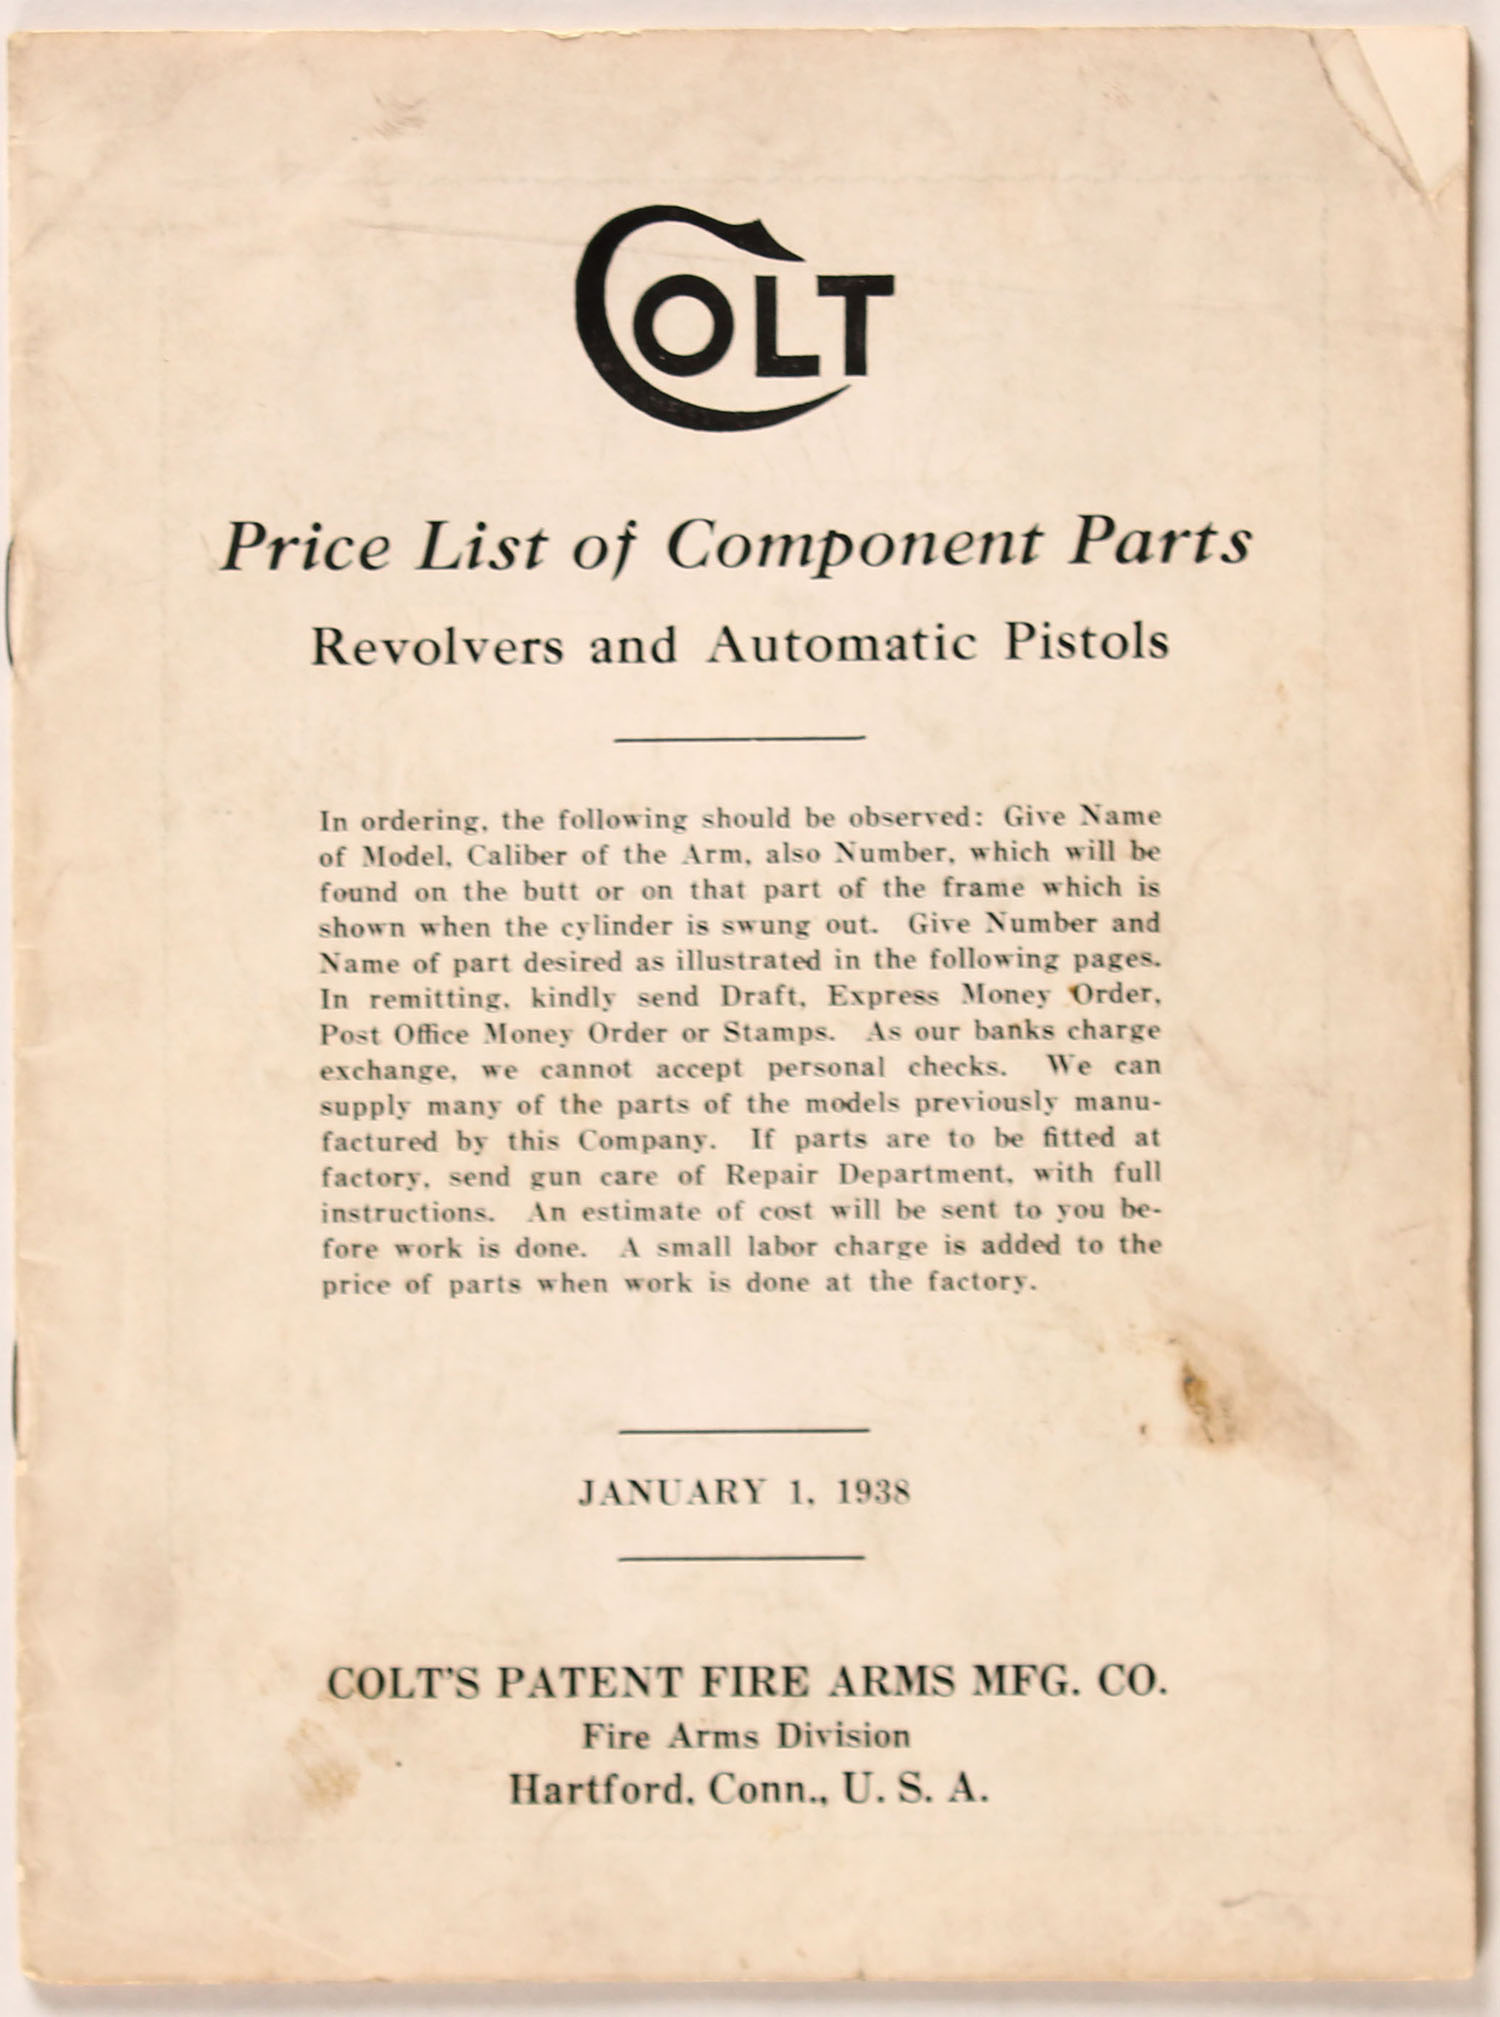 COLT
Price List of Component Parts
Revolvers and Automatic Pistols
In ordering, the following should be observed: Give Name
of Model, Caliber of the Arm, also Number, which will be
found on the butt or on that part of the frame which is
shown when the cylinder is swung out. Give Number and
Name of part desired as illustrated in the following pages.
In remitting, kindly send Draft, Express Money Order,
Post Office Money Order or Stamps. As our banks charge
exchange, we cannot accept personal checks. We can
supply many of the parts of the models previously manu-
factured by this Company. If parts are to be fitted at
factory, send gun care of Repair Department, with full
instructions. An estimate of cost will be sent to you be-
fore work is done. A small labor charge is added to the
price of parts when work is done at the factory.
JANUARY 1, 1938
COLT'S PATENT FIRE ARMS MFG. CO.
Fire Arms Division
Hartford, Conn., U. S. A.